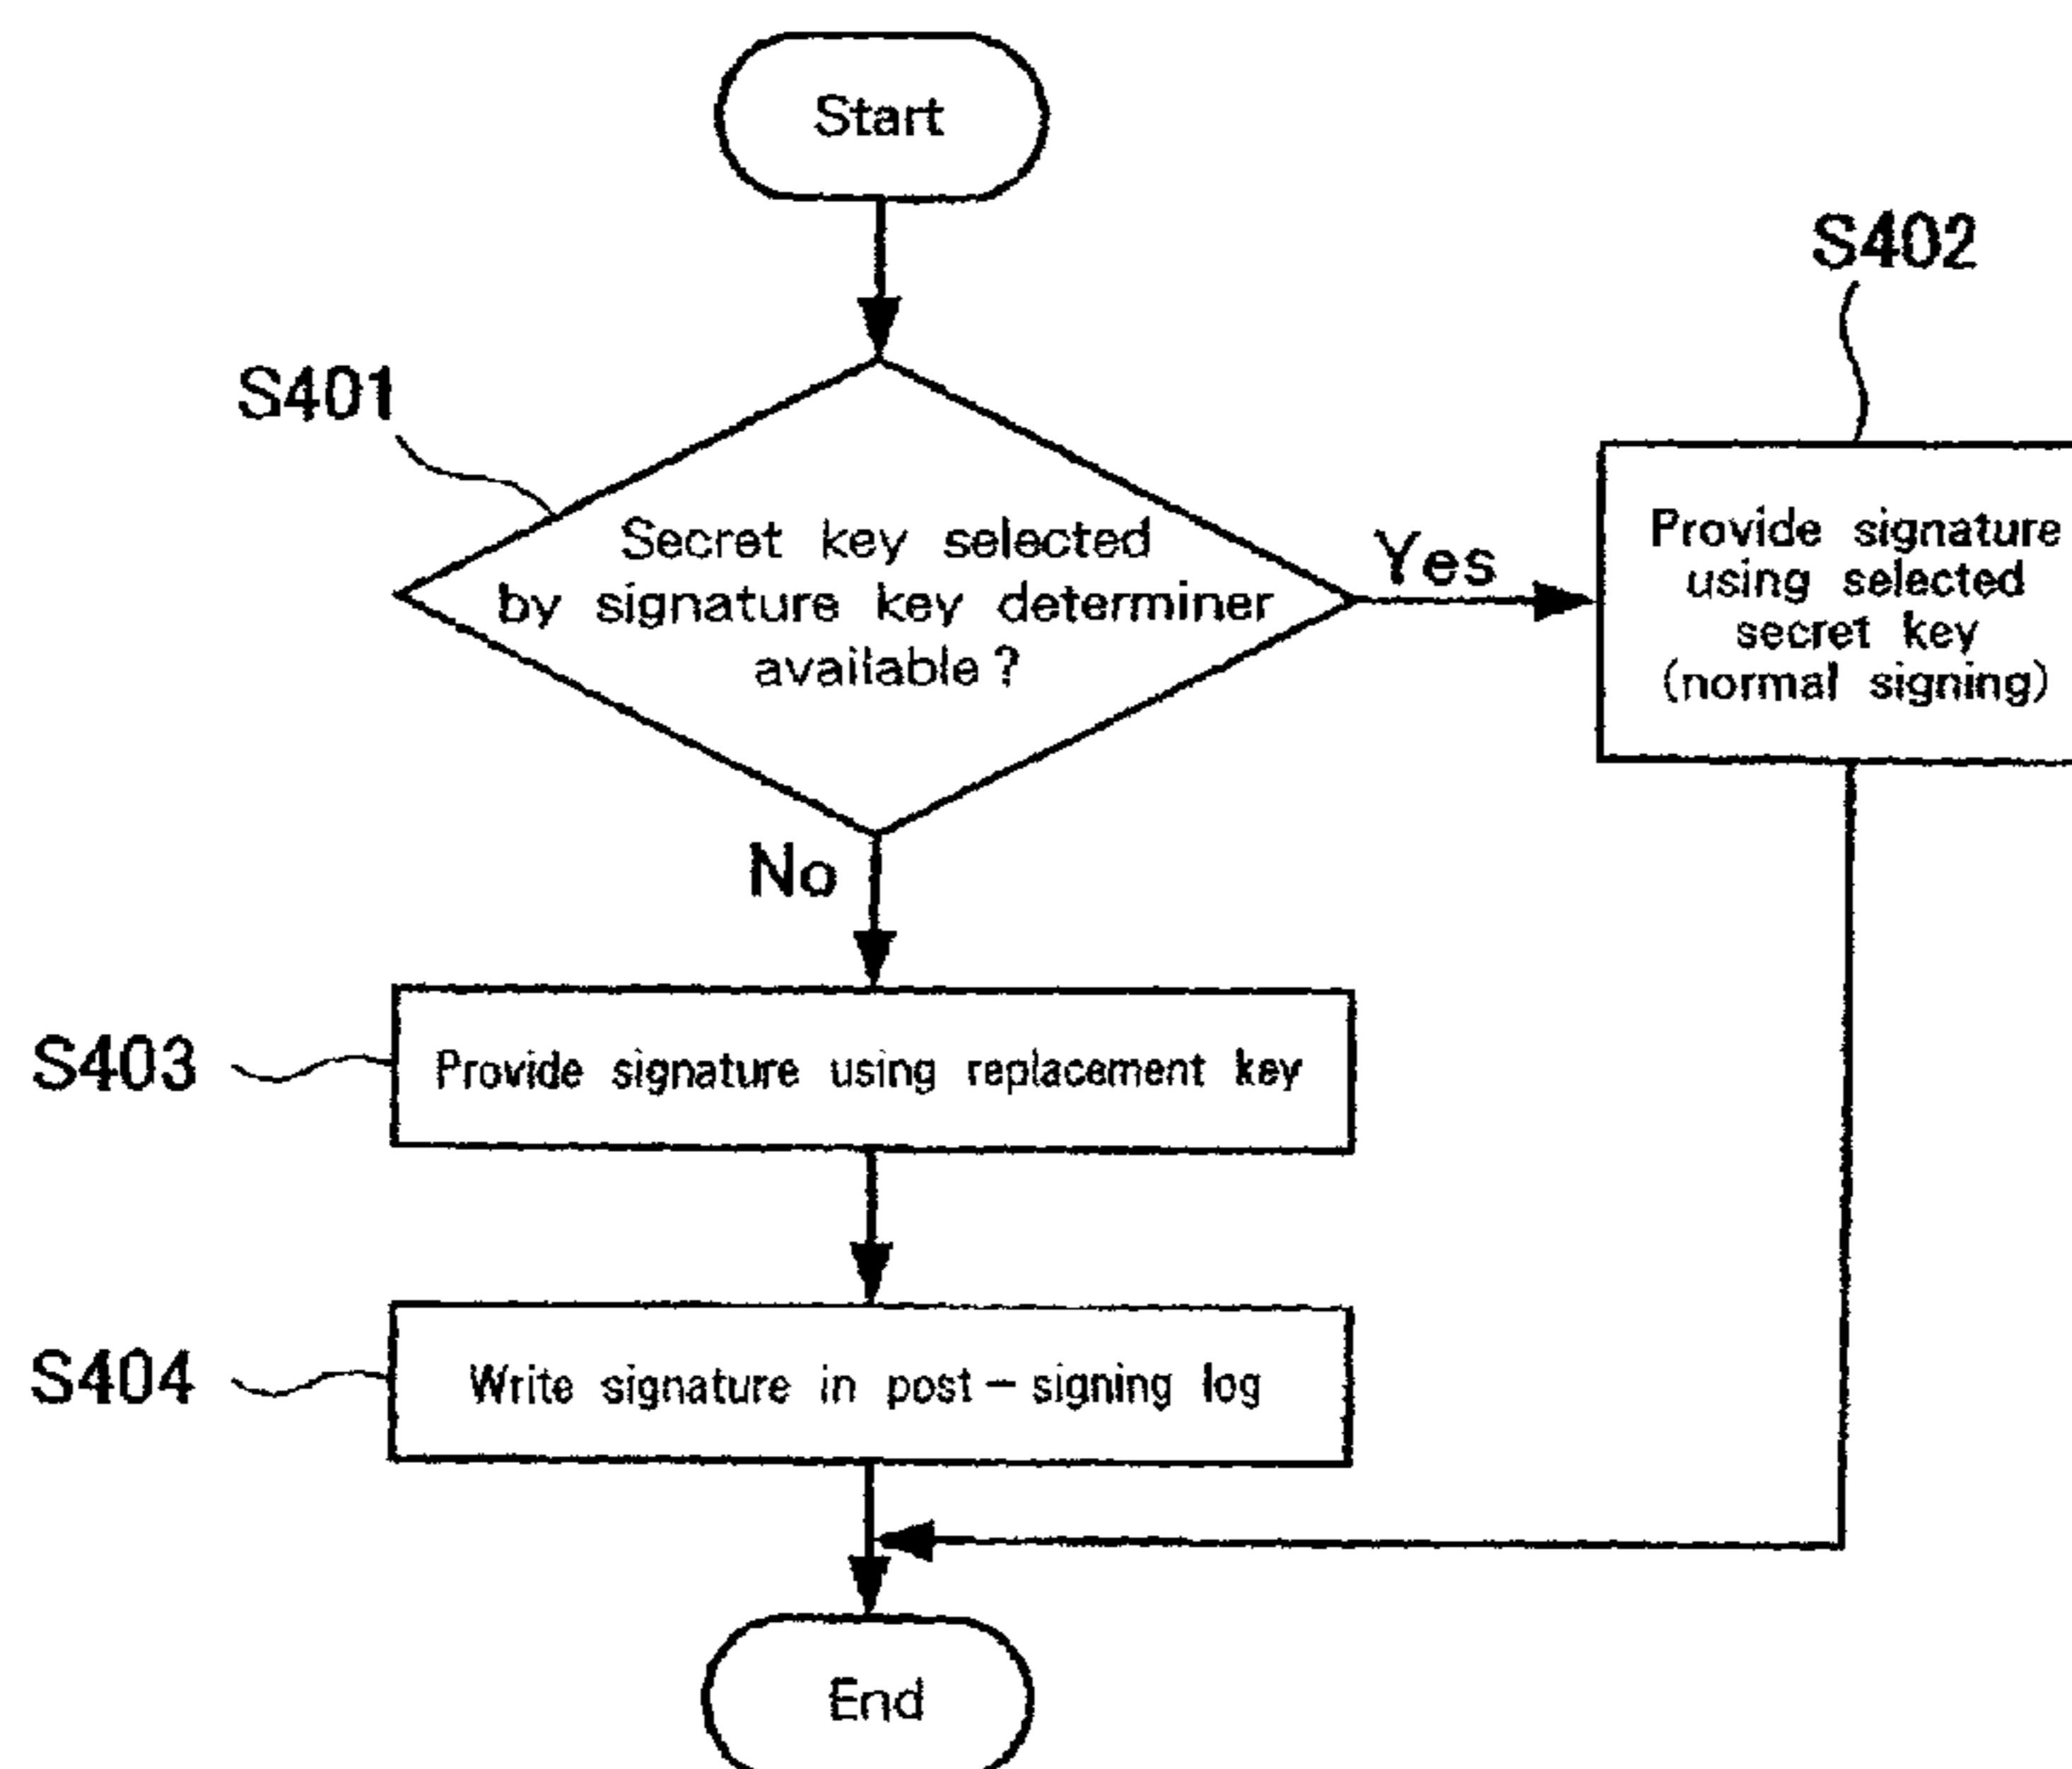 Start
S402
S401
Secret key selected
by signature key determiner
available?
Yes
Provide signature
using selected
secret key
(normal signing)
No
S403
Provide signature using replacement key
S404
Write signature in post-signing log
End